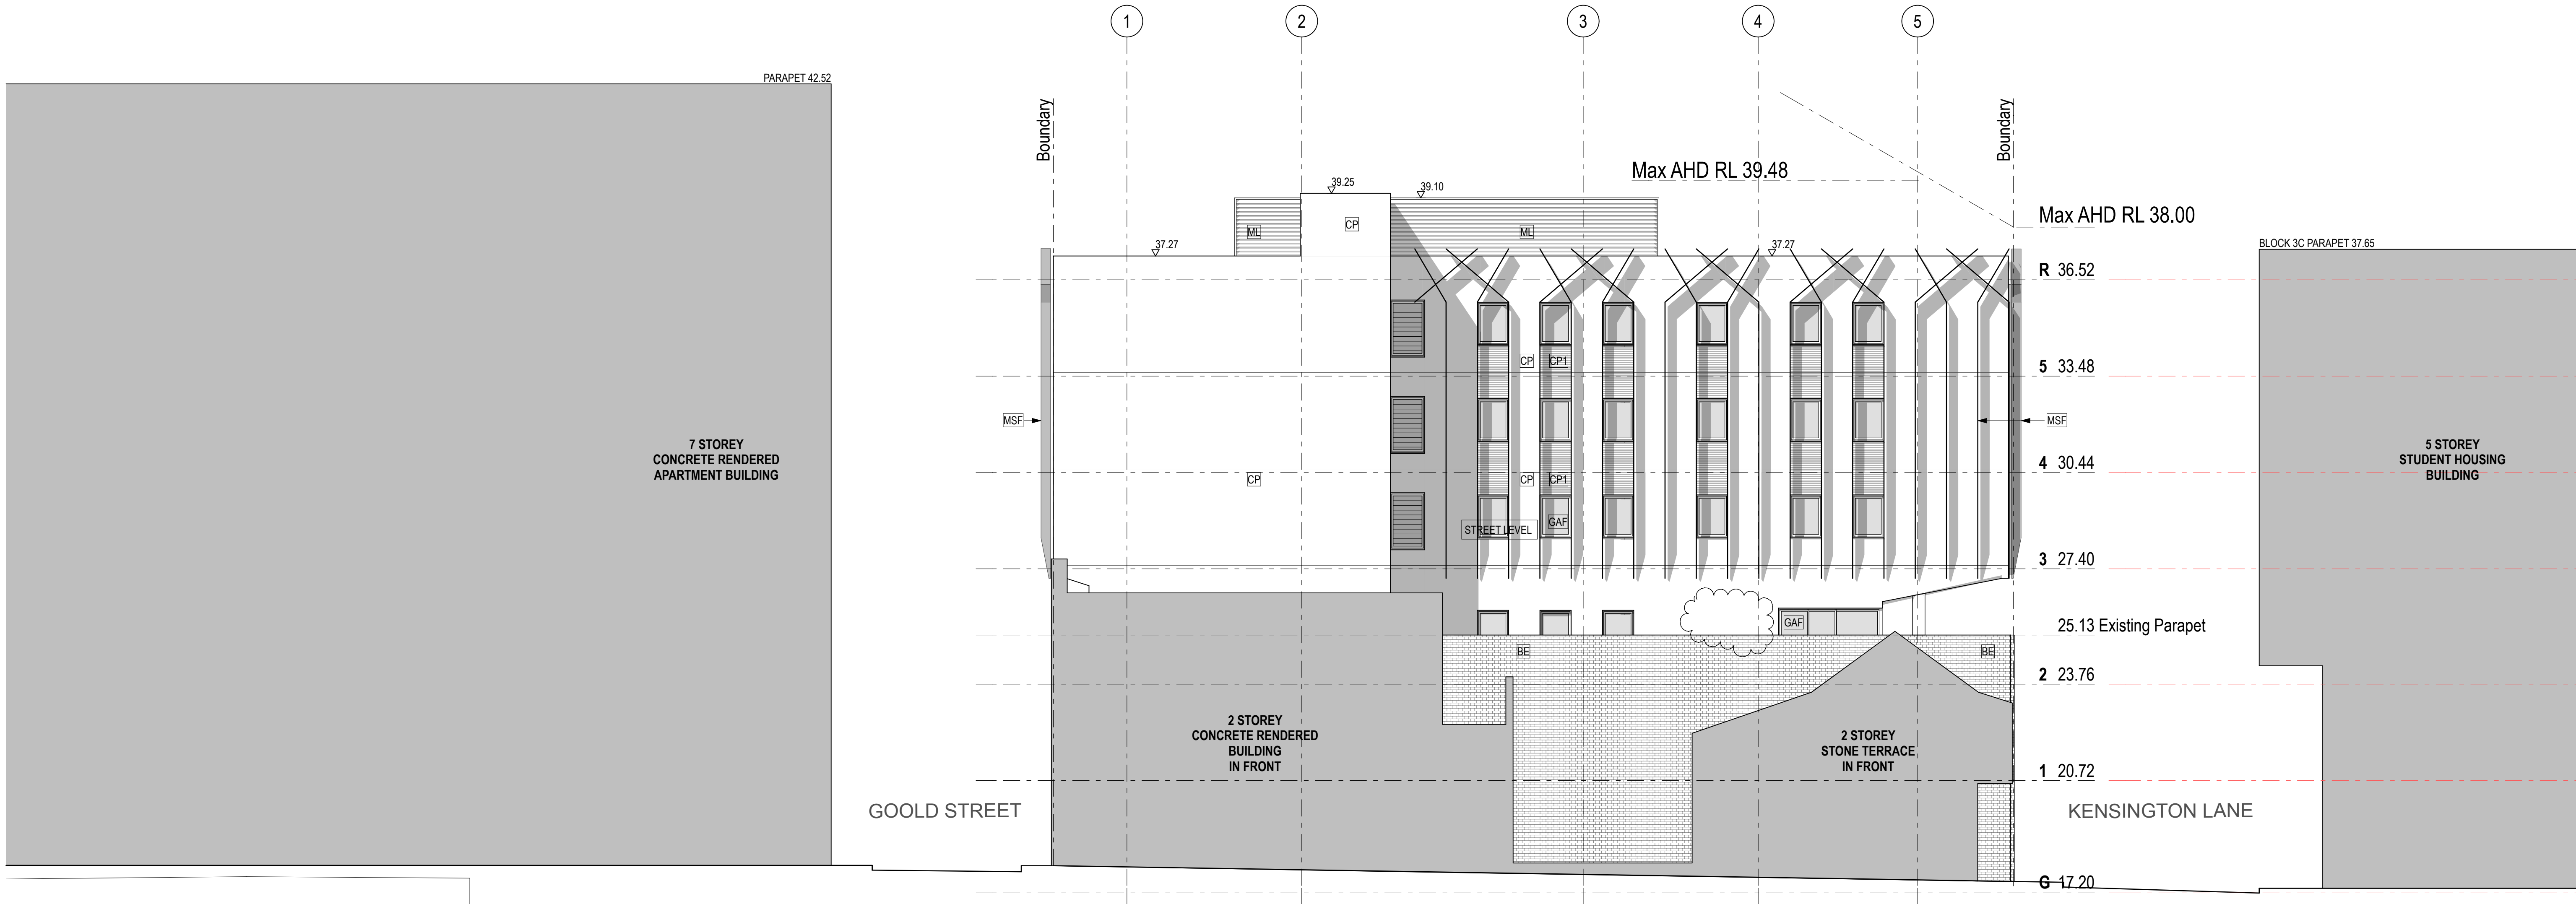 1
2
3
4
5
PARAPET 42.52
Boundary
Boundary
Max AHD RL 39.48
39.25
39.10
Max AHD RL 38.00
ML
CP
ML
37.27
37.27
BLOCK 3C PARAPET 37.65
R 36.52
CP
CP1
5 33.48
MSF
MSF
7 STOREY
CONCRETE RENDERED
APARTMENT BUILDING
5 STOREY
STUDENT HOUSING
BUILDING
4 30.44
CP
CP
CP1
STREET LEVEL
GAF
3 27.40
GAF
25.13 Existing Parapet
BE
BE
2 23.76
2 STOREY
CONCRETE RENDERED
BUILDING
IN FRONT
2 STOREY
STONE TERRACE
IN FRONT
1 20.72
GOOLD STREET
KENSINGTON LANE
G 17.20